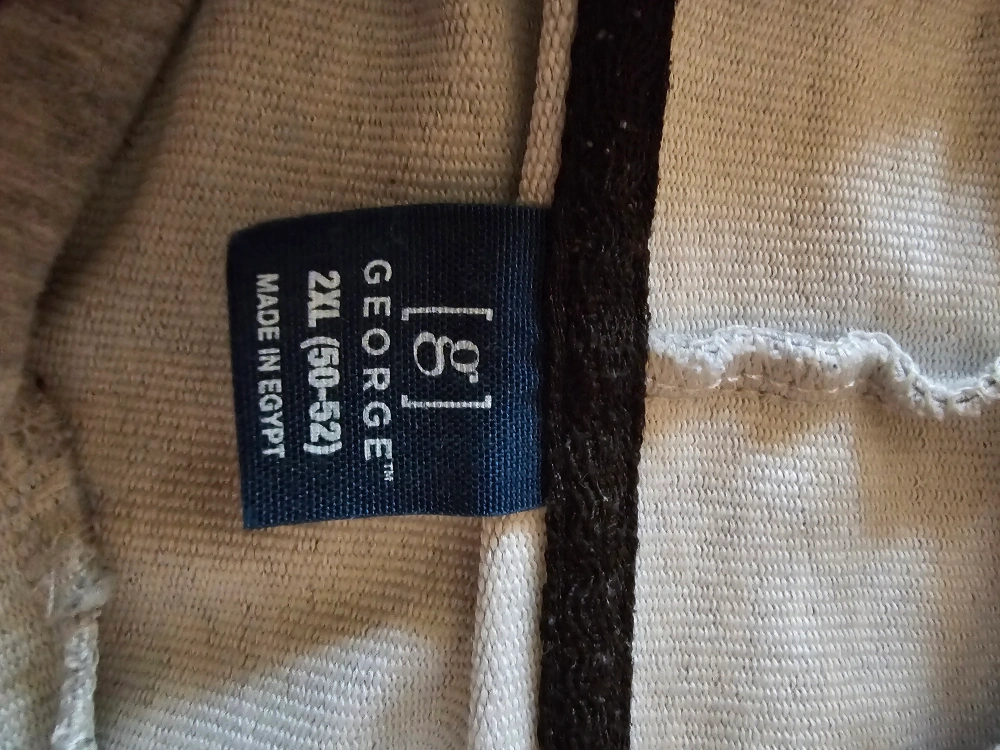 [g]
GEORGE™
2XL (50-52)
MADE IN EGYPT